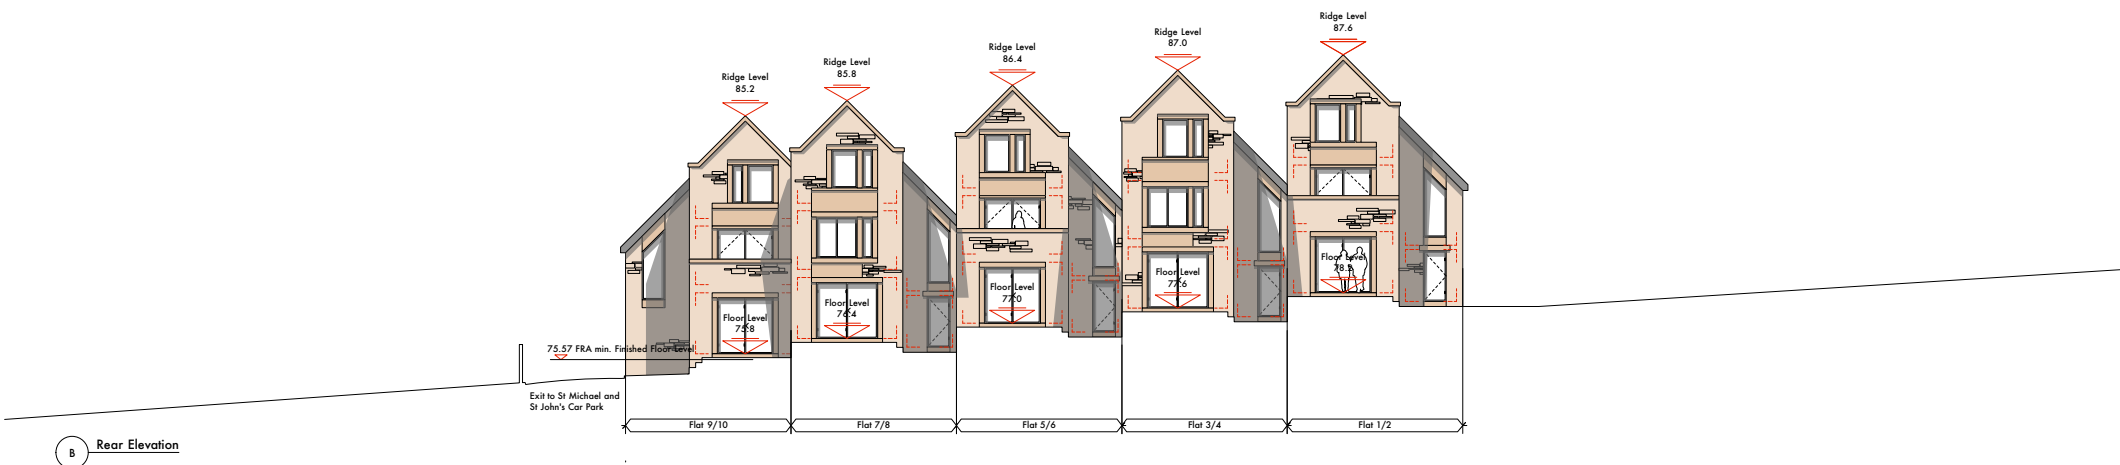 Ridge Level
87.6
Ridge Level
87.0
Ridge Level
86.4
Ridge Level
85.8
Ridge Level
85.2
Floor Level
78.2
Floor Level
77.6
Floor Level
77.0
Floor Level
76.4
Floor Level
75.8
75.57 FRA min. Finished Floor Level
Exit to St Michael and
St John's Car Park
Flat 9/10
Flat 7/8
Flat 5/6
Flat 3/4
Flat 1/2
B
Rear Elevation